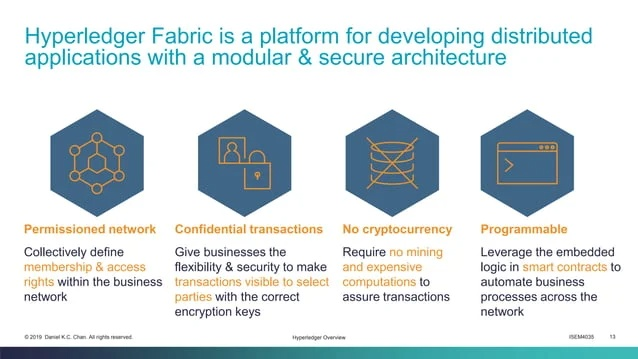 Hyperledger Fabric is a platform for developing distributed
applications with a modular & secure architecture
Permissioned network
Collectively define
membership & access
rights within the business
network
Confidential transactions
Give businesses the
flexibility & security to make
transactions visible to select
parties with the correct
encryption keys
No cryptocurrency
Require no mining
and expensive
computations to
assure transactions
Programmable
Leverage the embedded
logic in smart contracts to
automate business
processes across the
network
© 2019 Daniel K.C. Chan. All rights reserved.
Hyperledger Overview
ISEM4035
13